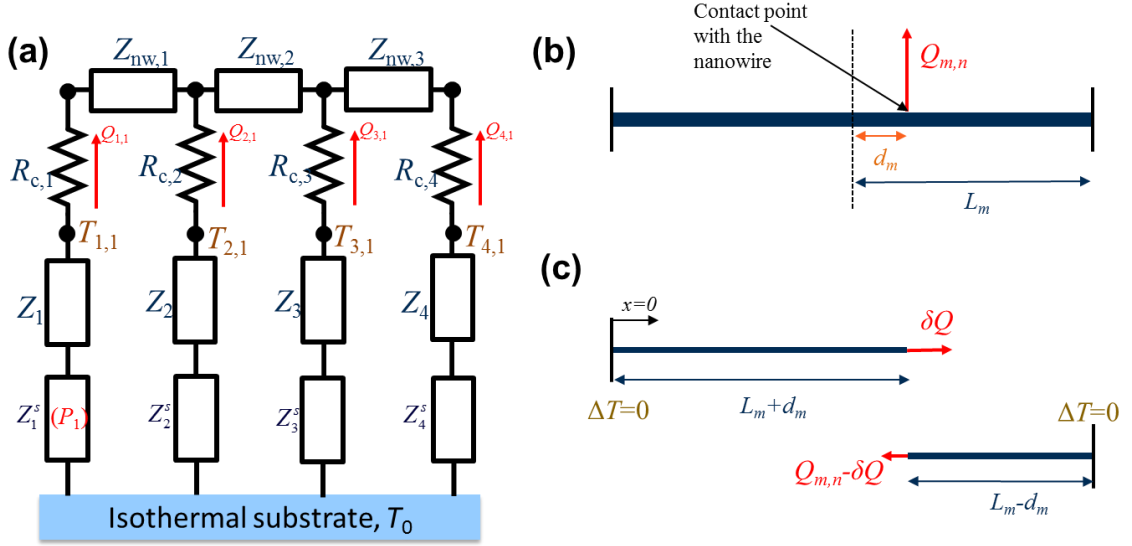 (a)
Z_nw,1
Z_nw,2
Z_nw,3
Q_1,1
Q_2,1
Q_3,1
Q_4,1
R_c,1
R_c,2
R_c,3
R_c,4
T_1,1
T_2,1
T_3,1
T_4,1
Z_1
Z_2
Z_3
Z_4
Z_1^s
(P_1)
Z_2^s
Z_3^s
Z_4^s
Isothermal substrate, T_0
(b)
Contact point
with the
nanowire
Q_m,n
d_m
L_m
(c)
x=0
δQ
ΔT=0
L_m+d_m
ΔT=0
Q_m,n-δQ
L_m-d_m